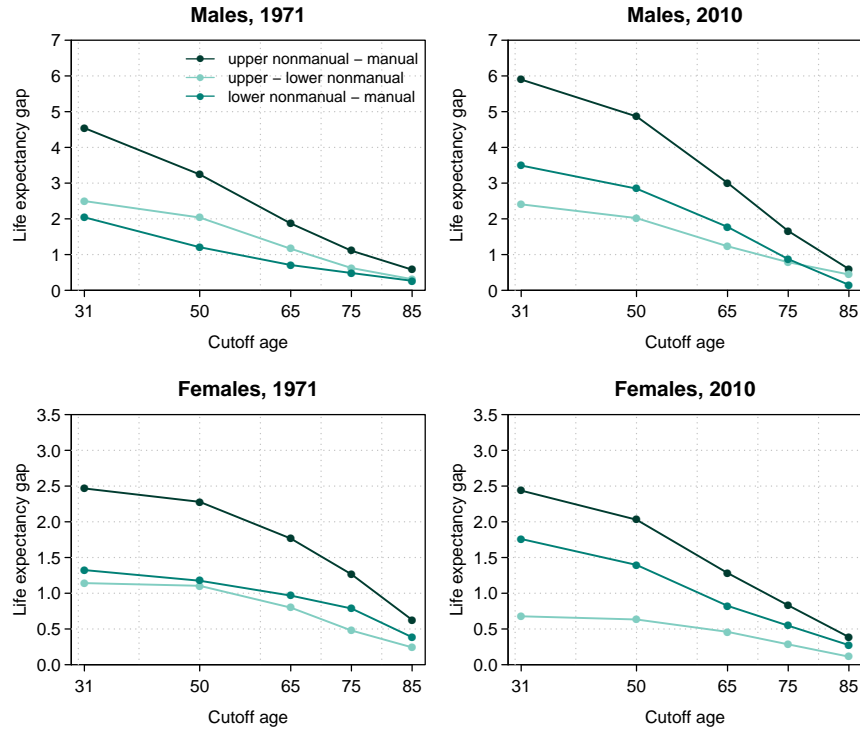 Males, 1971
Life expectancy gap
7
6
5
4
3
2
1
0
upper nonmanual − manual
upper − lower nonmanual
lower nonmanual − manual
31 50 65 75 85
Cutoff age
Males, 2010
Life expectancy gap
7
6
5
4
3
2
1
0
31 50 65 75 85
Cutoff age
Females, 1971
Life expectancy gap
3.5
3.0
2.5
2.0
1.5
1.0
0.5
0.0
31 50 65 75 85
Cutoff age
Females, 2010
Life expectancy gap
3.5
3.0
2.5
2.0
1.5
1.0
0.5
0.0
31 50 65 75 85
Cutoff age